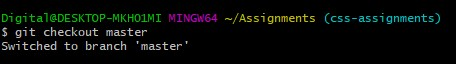 Digital@DESKTOP-MKHO1MI MINGW64 ~/Assignments (css-assignments)
$ git checkout master
Switched to branch 'master'